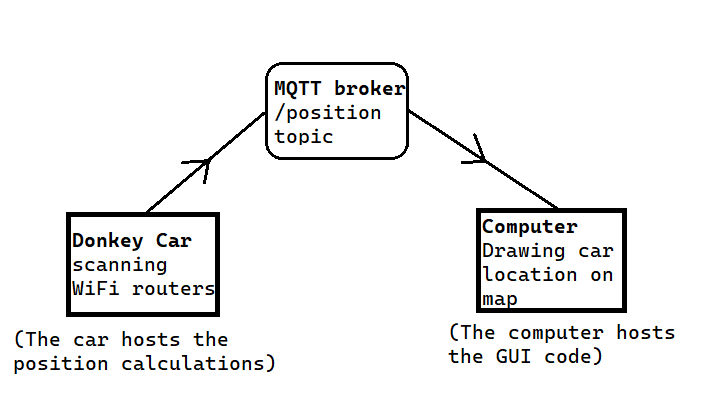 MQTT broker
/position
topic
Donkey Car
scanning
WiFi routers
(The car hosts the
position calculations)
Computer
Drawing car
location on
map
(The computer hosts
the GUI code)